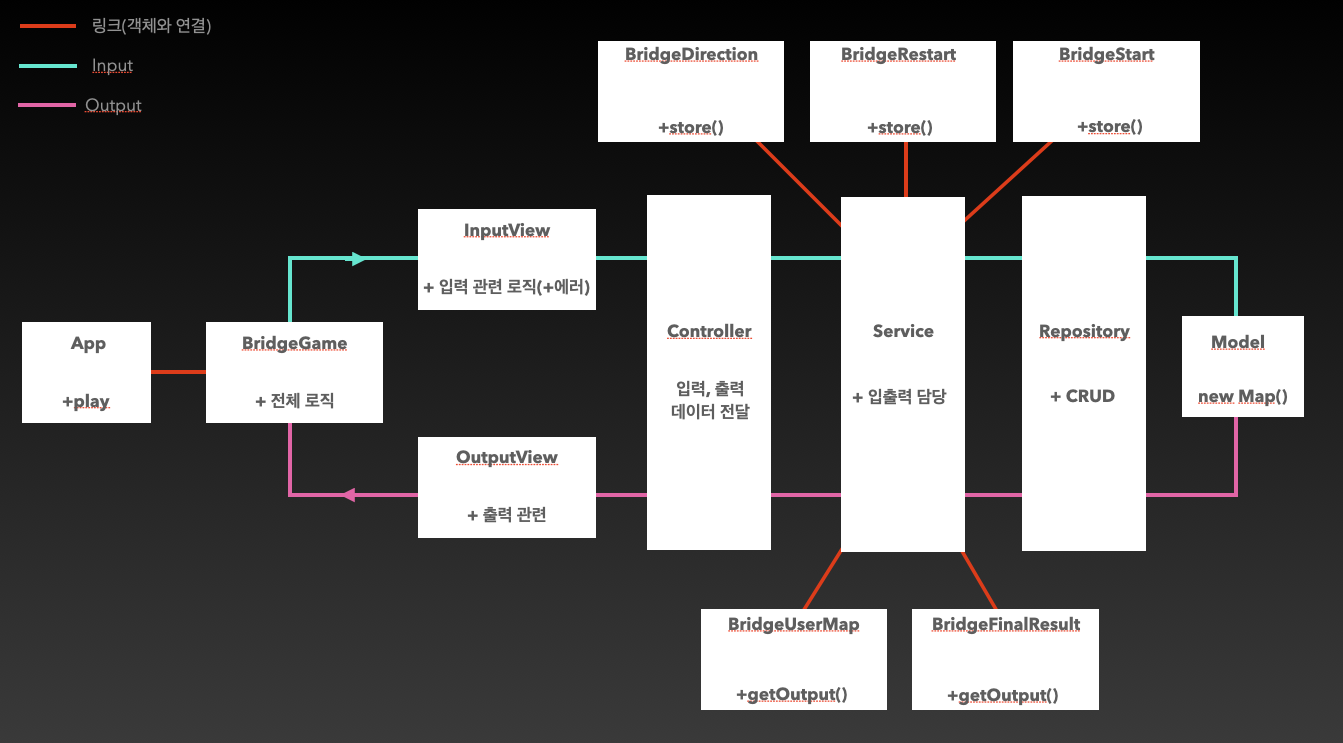 링크(객체와 연결)
Input
Output
BridgeDirection
+store()
BridgeRestart
+store()
BridgeStart
+store()
InputView
+ 입력 관련 로직(+에러)
App
+play
BridgeGame
+ 전체 로직
OutputView
+ 출력 관련
Controller
입력, 출력
데이터 전달
Service
+ 입출력 담당
Repository
+ CRUD
Model
new Map()
BridgeUserMap
+getOutput()
BridgeFinalResult
+getOutput()